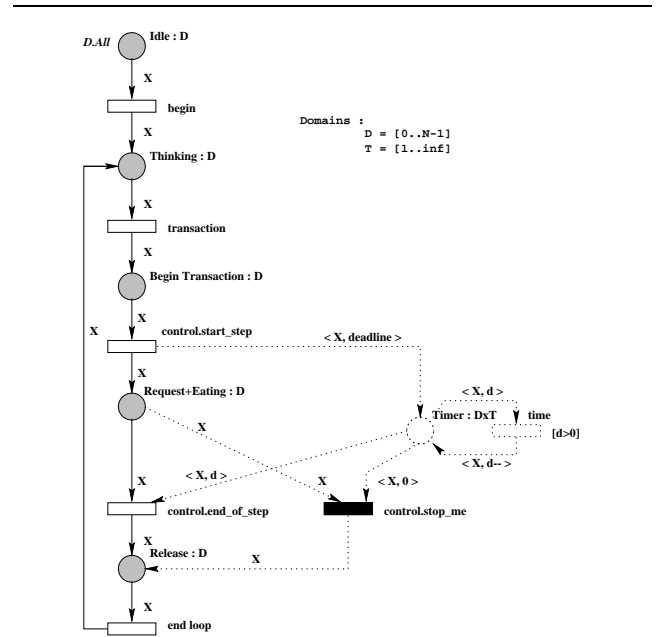 D.All
Idle : D
X
begin
X
Domains :
D = [0..N-1]
T = [1..inf]
Thinking : D
X
transaction
X
Begin Transaction : D
X
X
control.start_step
< X, deadline >
X
Request+Eating : D
< X, d >
Timer : DxT
time
[d>0]
X
< X, d-- >
< X, d >
X
X
< X, 0 >
control.end_of_step
control.stop_me
X
Release : D
X
X
end loop